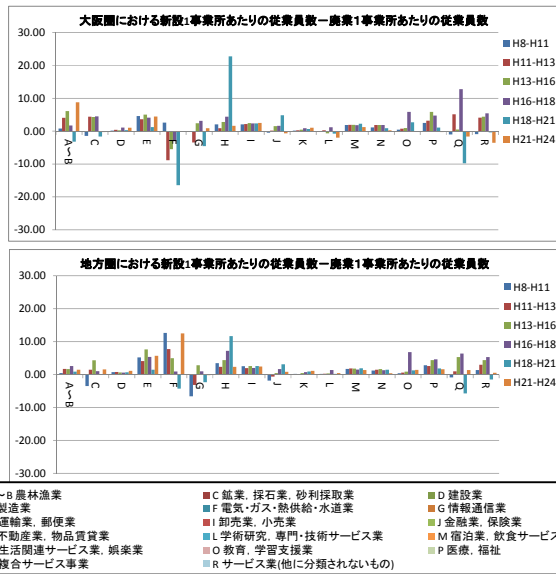 大阪圏における新設1事業所あたりの従業員数－廃業1事業所あたりの従業員数
30.00
20.00
10.00
0.00
-10.00
-20.00
-30.00
A～B
C
D
E
F
G
H
I
J
K
L
M
N
O
P
Q
R
H8-H11
H11-H13
H13-H16
H16-H18
H18-H21
H21-H24
地方圏における新設1事業所あたりの従業員数－廃業1事業所あたりの従業員数
30.00
20.00
10.00
0.00
-10.00
-20.00
-30.00
A～B
C
D
E
F
G
H
I
J
K
L
M
N
O
P
Q
R
H8-H11
H11-H13
H13-H16
H16-H18
H18-H21
H21-H24
～B 農林漁業 C 鉱業，採石業，砂利採取業 D 建設業
製造業 F 電気・ガス・熱供給・水道業 G 情報通信業
運輸業，郵便業 I 卸売業，小売業 J 金融業，保険業
不動産業，物品賃貸業 L 学術研究，専門・技術サービス業 M 宿泊業，飲食サービス
生活関連サービス業，娯楽業 O 教育，学習支援業 P 医療，福祉
複合サービス事業 R サービス業(他に分類されないもの)